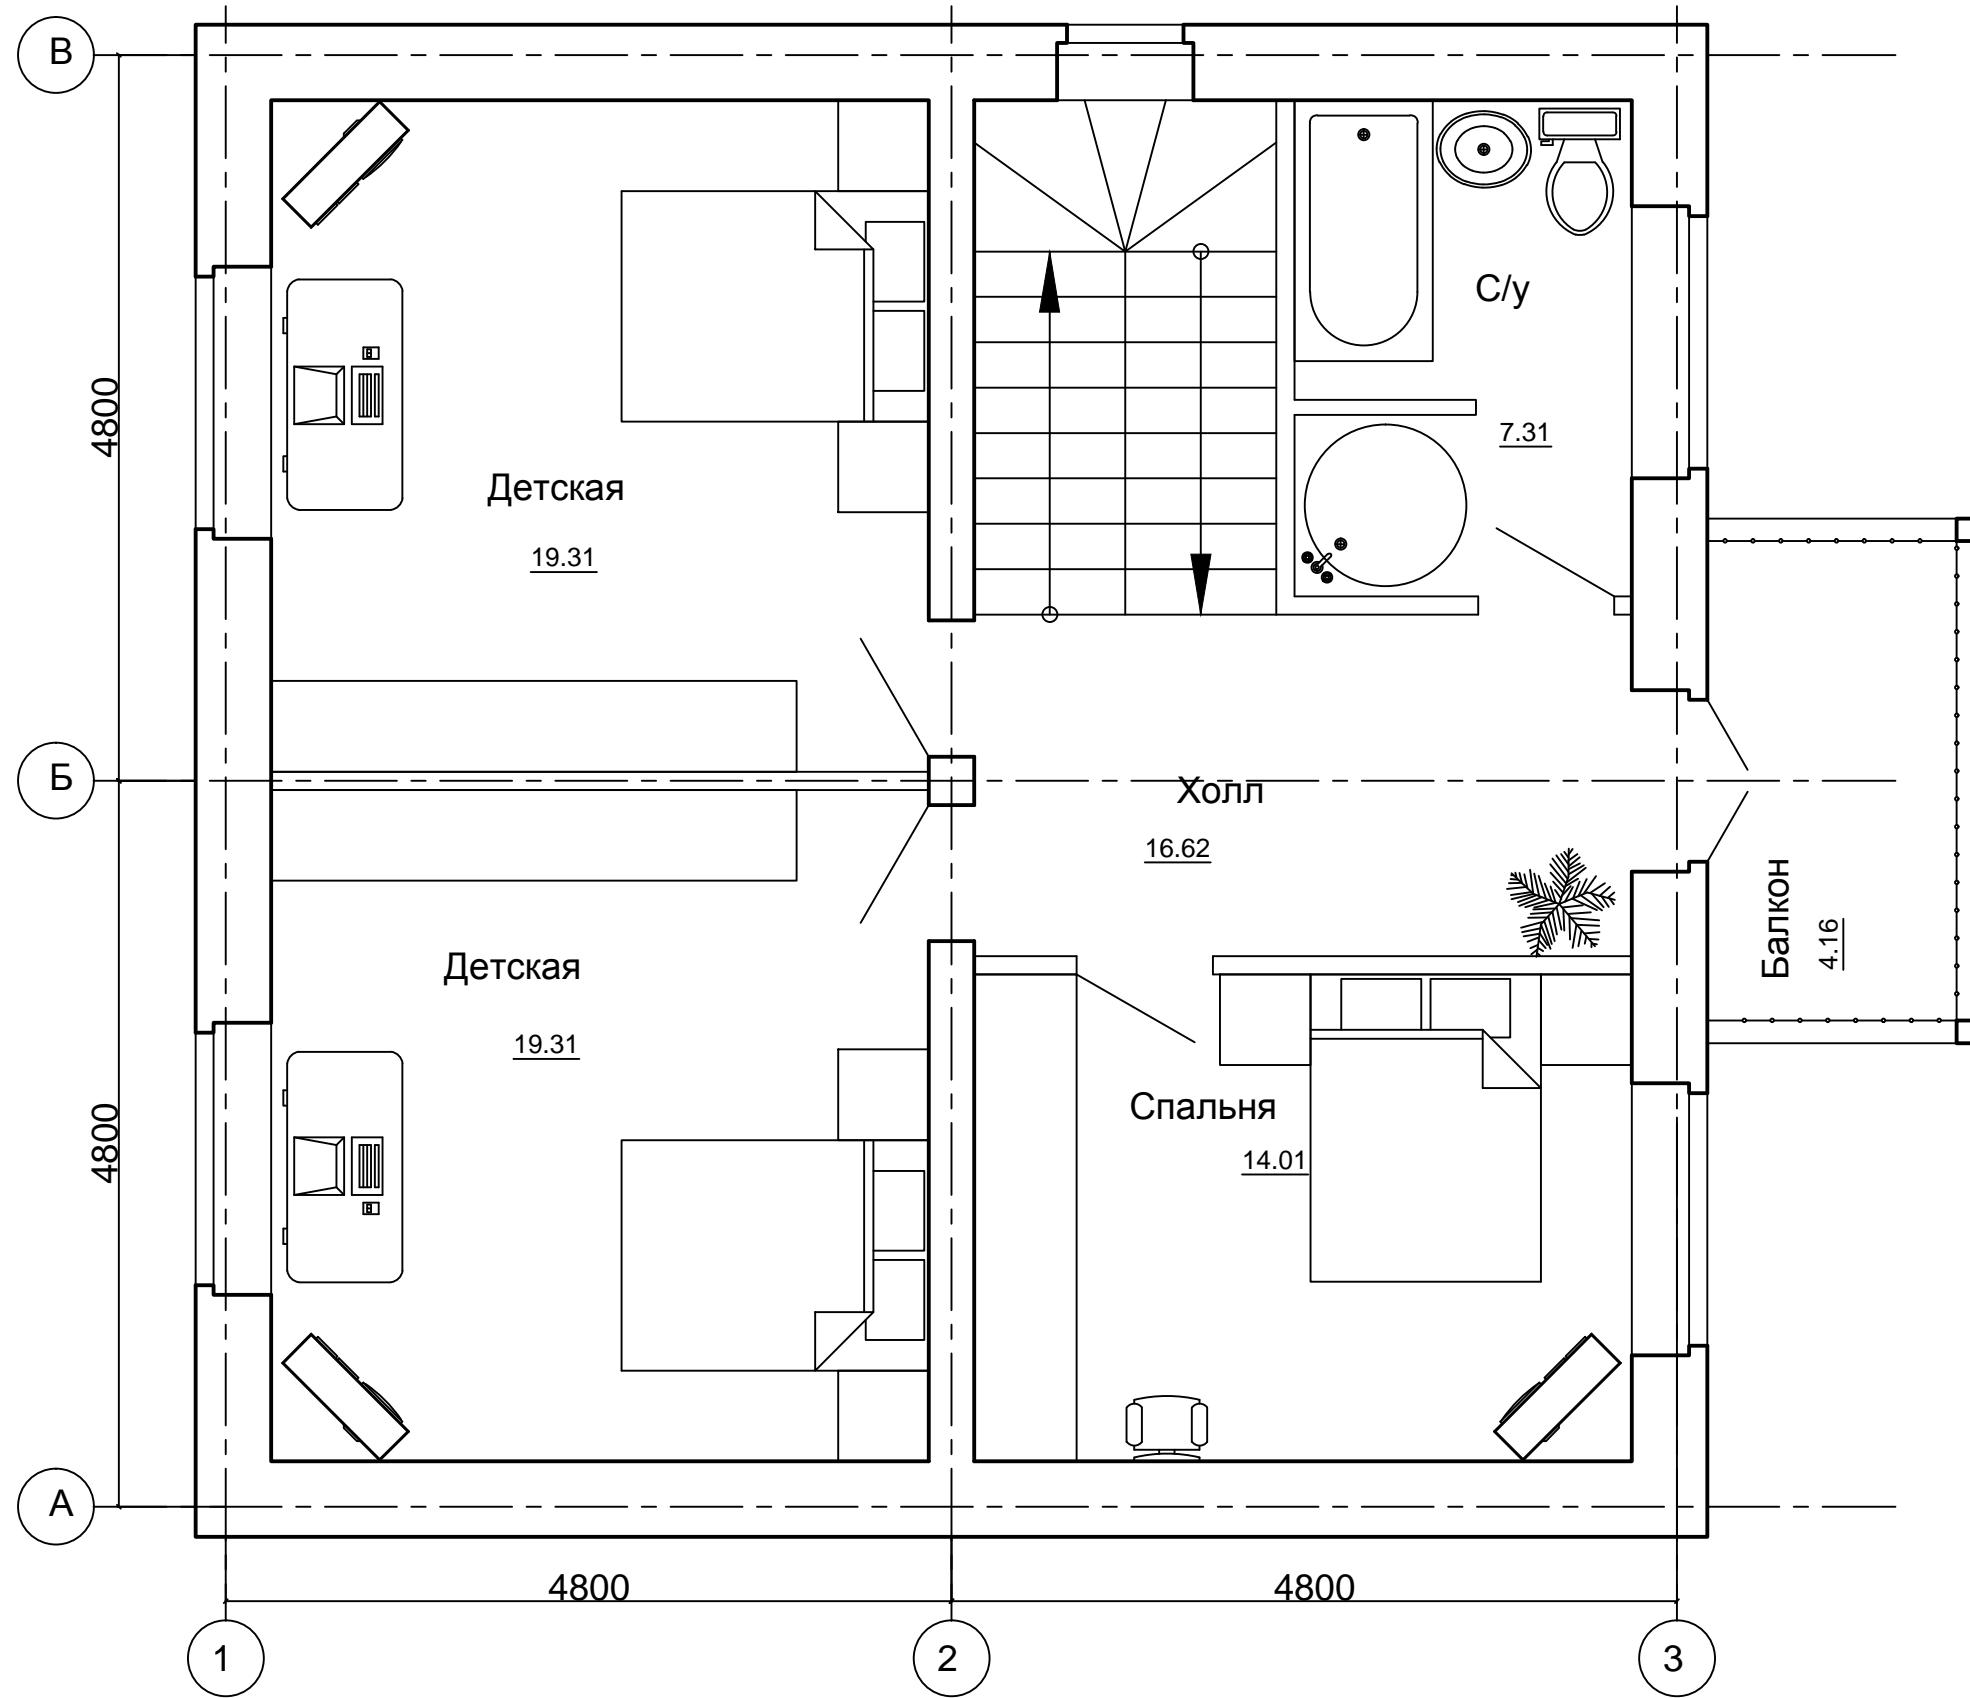 В
С/у
4800
7.31
Детская
19.31
Б
Холл
16.62
Балкон
4.16
Детская
19.31
Спальня
14.01
4800
А
4800
4800
1
2
3